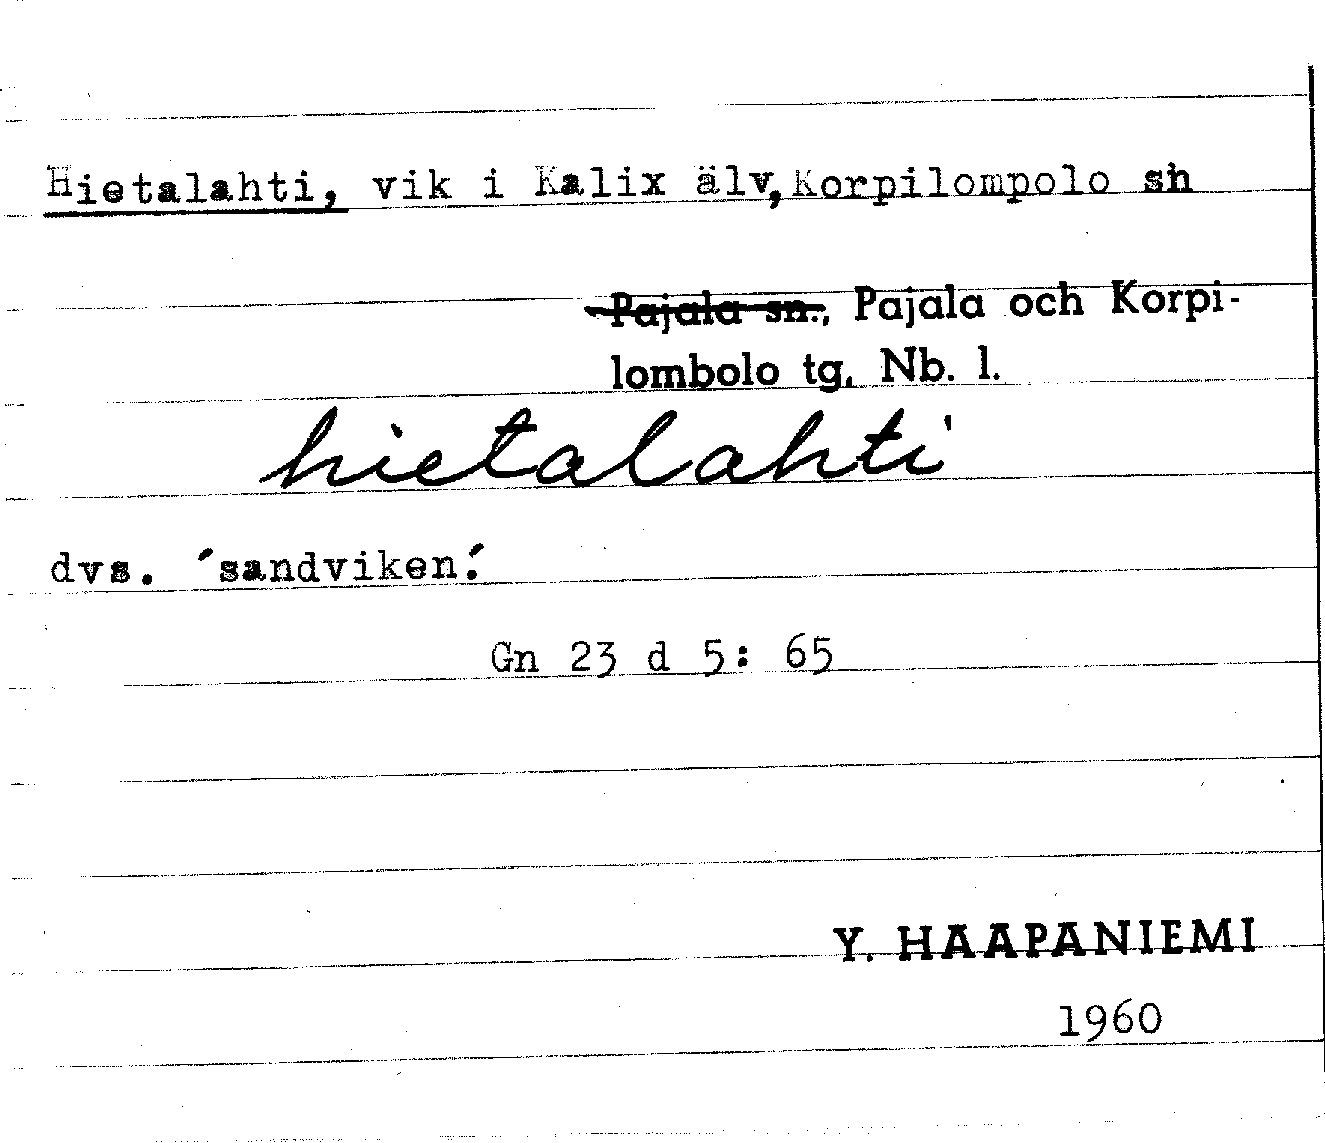 Hietalahti, vik i Kalix älv, Korpilompolo sn
Pajala sn., Pajala och Korpi-
lombolo tg, Nb. l.
hietalahti
dvs. 'sandviken'.
Gn 23 d 5: 65
Y. HAAPANIEMI
1960